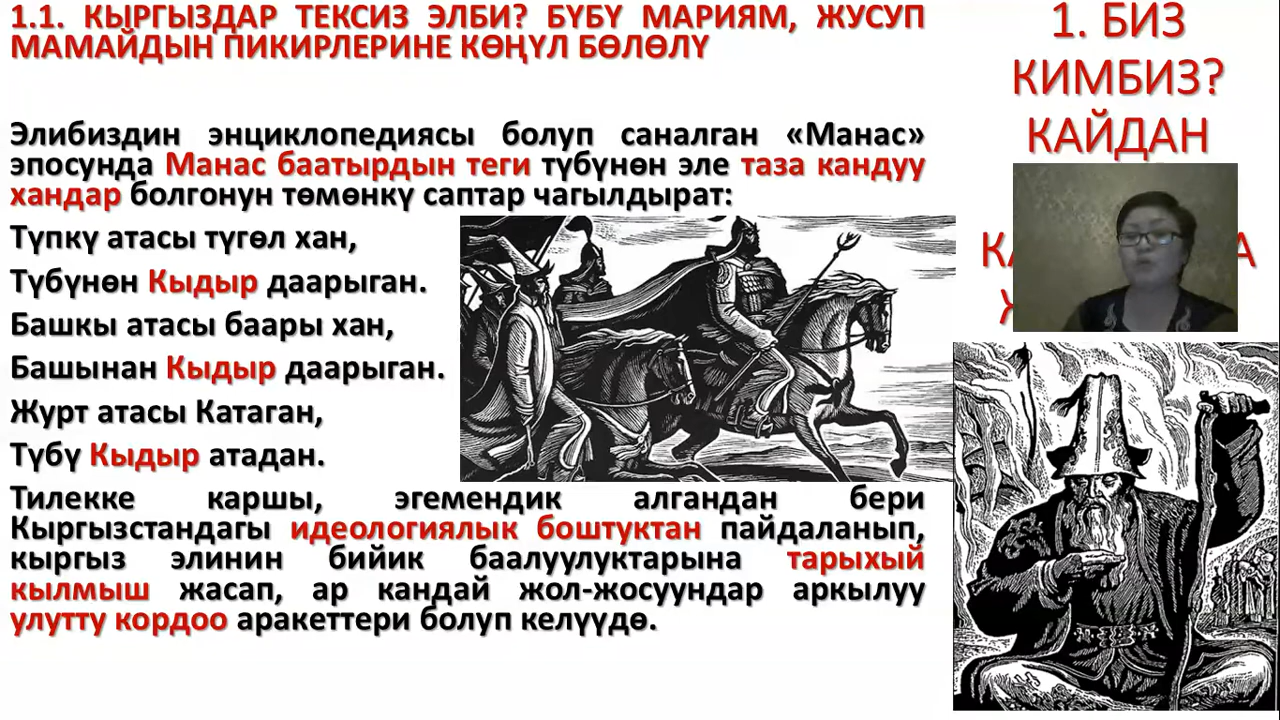 1.1. КЫРГЫЗДАР ТЕКСИЗ ЭЛБИ? БҮБҮ МАРИЯМ, ЖУСУП
МАМАЙДЫН ПИКИРЛЕРИНЕ КӨҢҮЛ БӨЛӨЛҮ
Элибиздин энциклопедиясы болуп саналган «Манас»
эпосунда Манас баатырдын теги түбүнөн эле таза кандуу
хандар болгонун төмөнкү саптар чагылдырат:
Түпкү атасы түгөл хан,
Түбүнөн Кыдыр даарыган.
Башкы атасы баары хан,
Башынан Кыдыр даарыган.
Журт атасы Катаган,
Түбү Кыдыр атадан.
Тилекке каршы, эгемендик алгандан бери
Кыргызстандагы идеологиялык боштуктан пайдаланып,
кыргыз элинин бийик баалуулуктарына тарыхый
кылмыш жасап, ар кандай жол-жосуундар аркылуу
улутту кордоо аракеттери болуп келүүдө.
1. БИЗ
КИМБИЗ?
КАЙДАН